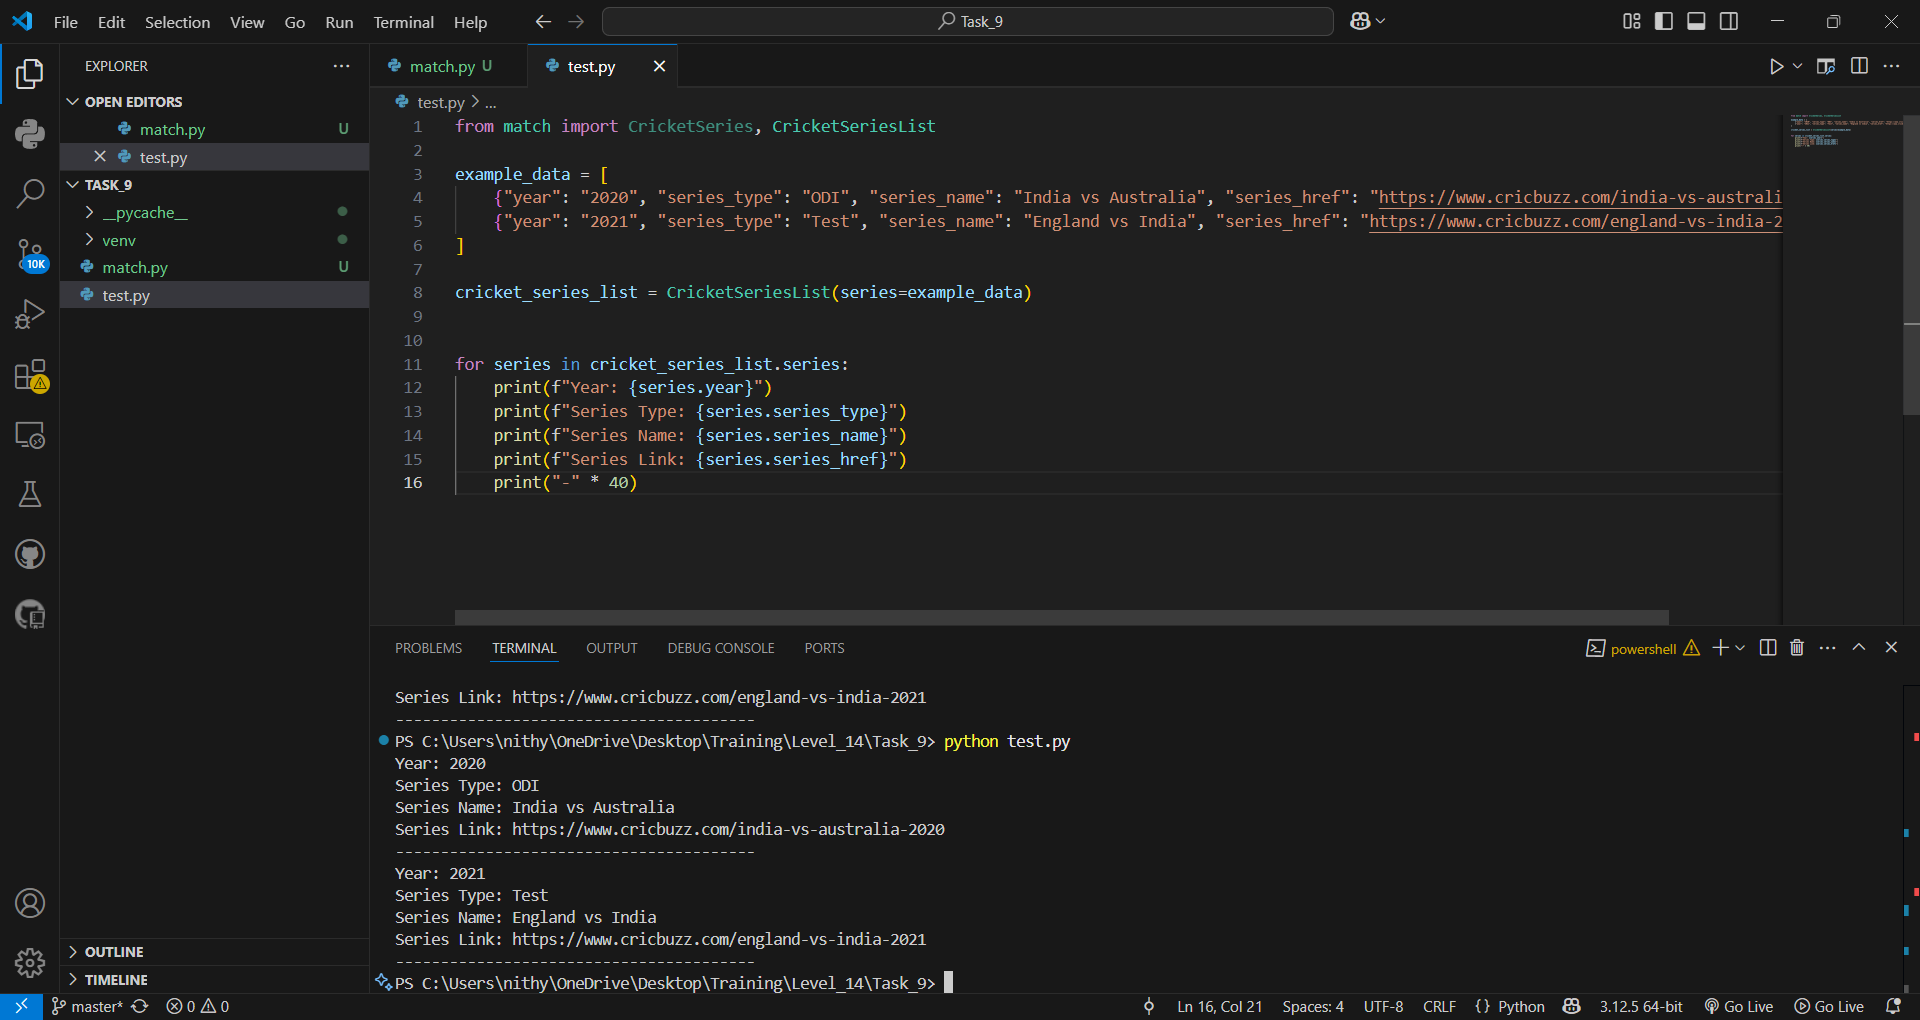 File Edit Selection View Go Run Terminal Help
Task_9
EXPLORER
OPEN EDITORS
match.py U
test.py
TASK_9
__pycache__
venv
match.py U
test.py
10K
OUTLINE
TIMELINE
match.py U
test.py
test.py > ...
1 from match import CricketSeries, CricketSeriesList
2
3 example_data = [
4 {"year": "2020", "series_type": "ODI", "series_name": "India vs Australia", "series_href": "https://www.cricbuzz.com/india-vs-australi
5 {"year": "2021", "series_type": "Test", "series_name": "England vs India", "series_href": "https://www.cricbuzz.com/england-vs-india-2
6 ]
7
8 cricket_series_list = CricketSeriesList(series=example_data)
9
10
11 for series in cricket_series_list.series:
12 print(f"Year: {series.year}")
13 print(f"Series Type: {series.series_type}")
14 print(f"Series Name: {series.series_name}")
15 print(f"Series Link: {series.series_href}")
16 print("-" * 40)
PROBLEMS TERMINAL OUTPUT DEBUG CONSOLE PORTS
powershell
Series Link: https://www.cricbuzz.com/england-vs-india-2021
----------------------------------------
PS C:\Users\nithy\OneDrive\Desktop\Training\Level_14\Task_9> python test.py
Year: 2020
Series Type: ODI
Series Name: India vs Australia
Series Link: https://www.cricbuzz.com/india-vs-australia-2020
----------------------------------------
Year: 2021
Series Type: Test
Series Name: England vs India
Series Link: https://www.cricbuzz.com/england-vs-india-2021
----------------------------------------
PS C:\Users\nithy\OneDrive\Desktop\Training\Level_14\Task_9>
master* 0 0 Ln 16, Col 21 Spaces: 4 UTF-8 CRLF {} Python 3.12.5 64-bit Go Live Go Live